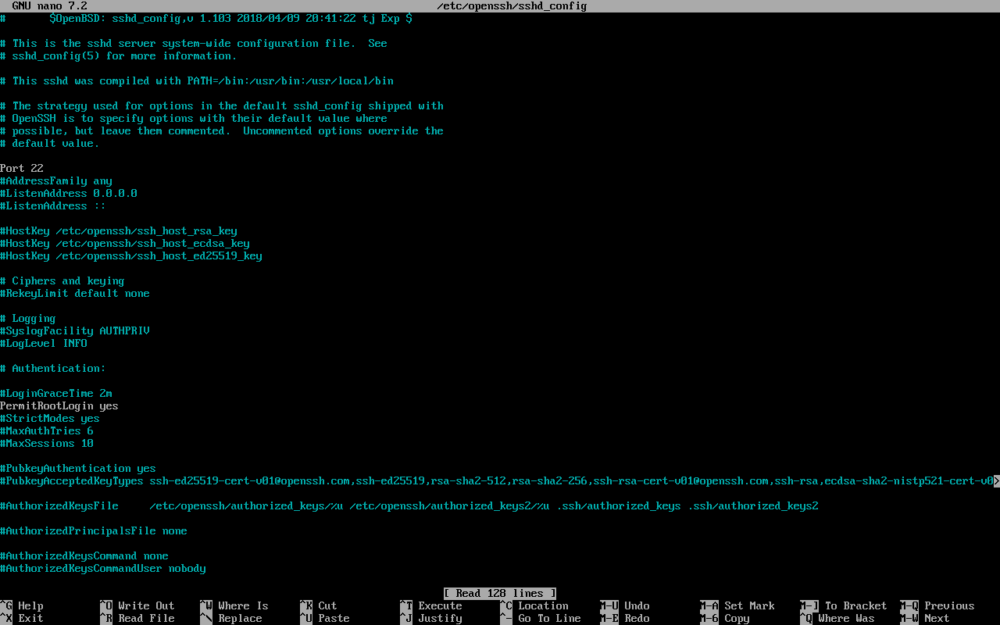 GNU nano 7.2 /etc/openssh/sshd_config
# $OpenBSD: sshd_config,v 1.103 2018/04/09 20:41:22 tj Exp $
# This is the sshd server system-wide configuration file. See
# sshd_config(5) for more information.
# This sshd was compiled with PATH=/bin:/usr/bin:/usr/local/bin
# The strategy used for options in the default sshd_config shipped with
# OpenSSH is to specify options with their default value where
# possible, but leave them commented. Uncommented options override the
# default value.
Port 22
#AddressFamily any
#ListenAddress 0.0.0.0
#ListenAddress ::
#HostKey /etc/openssh/ssh_host_rsa_key
#HostKey /etc/openssh/ssh_host_ecdsa_key
#HostKey /etc/openssh/ssh_host_ed25519_key
# Ciphers and keying
#RekeyLimit default none
# Logging
#SyslogFacility AUTHPRIV
#LogLevel INFO
# Authentication:
#LoginGraceTime 2m
PermitRootLogin yes
#StrictModes yes
#MaxAuthTries 6
#MaxSessions 10
#PubkeyAuthentication yes
#PubkeyAcceptedKeyTypes ssh-ed25519-cert-v01@openssh.com,ssh-ed25519,rsa-sha2-512,rsa-sha2-256,ssh-rsa-cert-v01@openssh.com,ssh-rsa,ecdsa-sha2-nistp521-cert-v0>
#AuthorizedKeysFile /etc/openssh/authorized_keys/%u /etc/openssh/authorized_keys2/%u .ssh/authorized_keys .ssh/authorized_keys2
#AuthorizedPrincipalsFile none
#AuthorizedKeysCommand none
#AuthorizedKeysCommandUser nobody
[ Read 128 lines ]
^G Help ^O Write Out ^W Where Is ^K Cut ^T Execute ^C Location M-U Undo M-A Set Mark M-] To Bracket M-Q Previous
^X Exit ^R Read File ^\ Replace ^U Paste ^J Justify ^- Go To Line M-E Redo M-6 Copy ^Q Where Was M-W Next